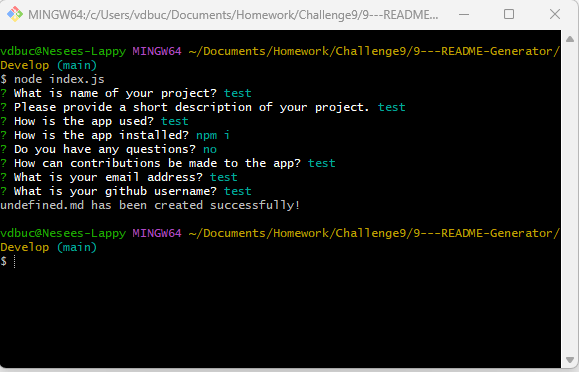 MINGW64:/c/Users/vdbuc/Documents/Homework/Challenge9/9---README...
vdbuc@Nesees-Lappy MINGW64 ~/Documents/Homework/Challenge9/9---README-Generator/
Develop (main)
$ node index.js
? What is name of your project? test
? Please provide a short description of your project. test
? How is the app used? test
? How is the app installed? npm i
? Do you have any questions? no
? How can contributions be made to the app? test
? What is your email address? test
? What is your github username? test
undefined.md has been created successfully!
vdbuc@Nesees-Lappy MINGW64 ~/Documents/Homework/Challenge9/9---README-Generator/
Develop (main)
$